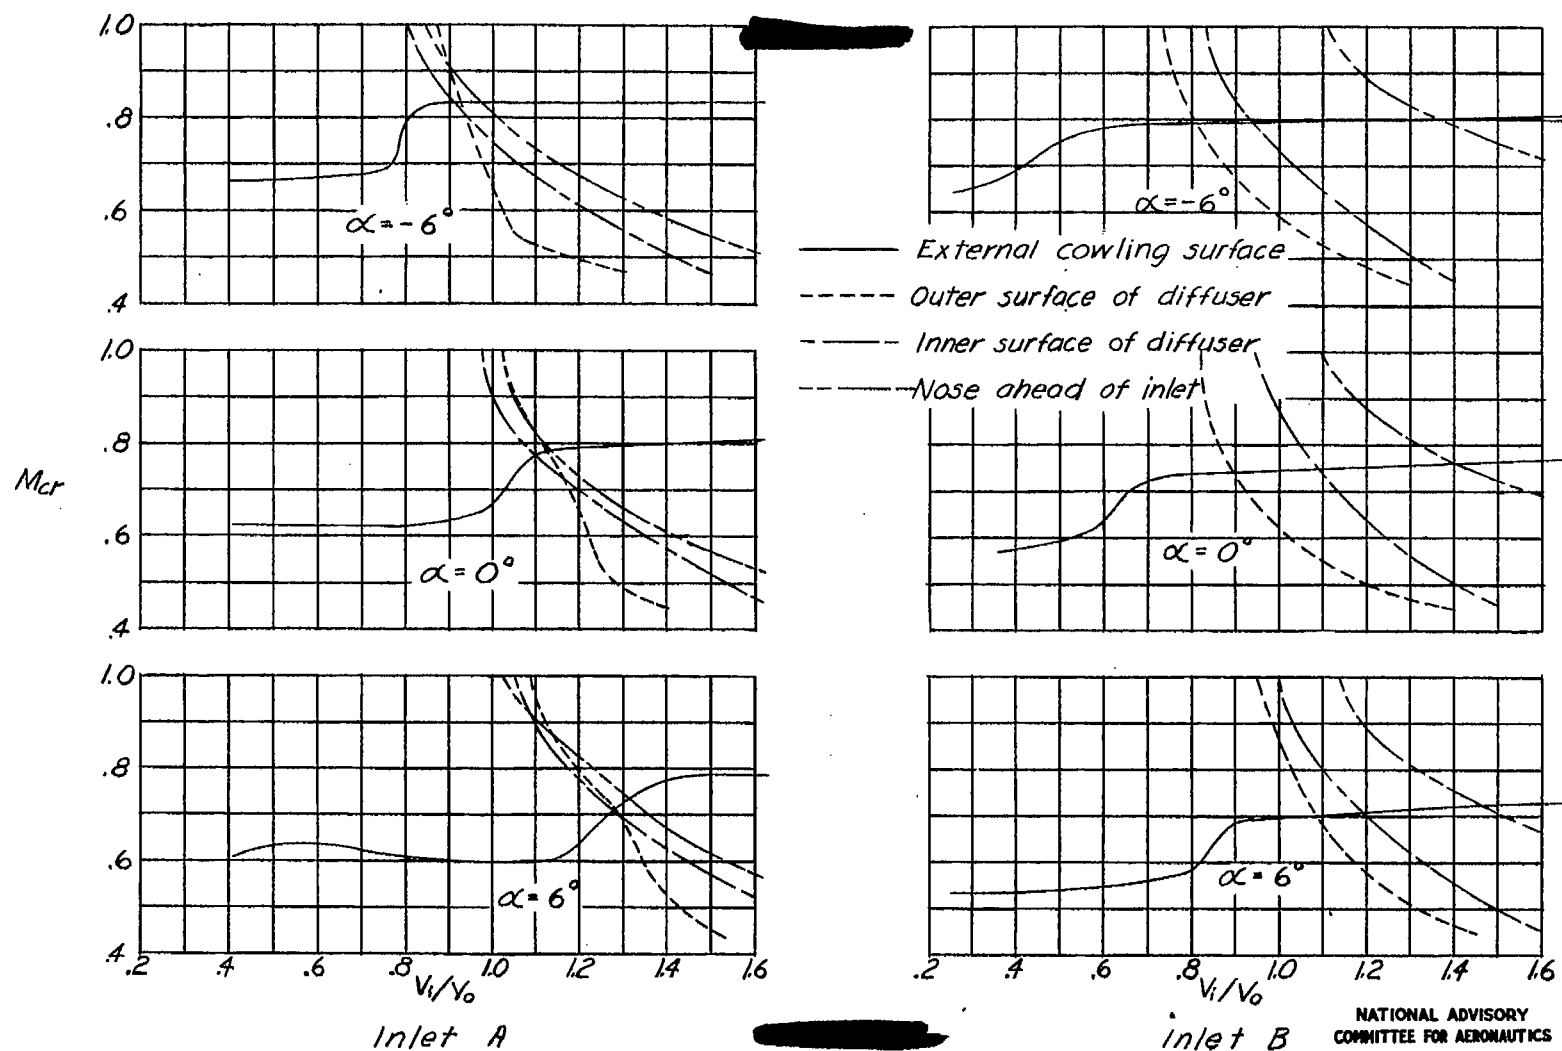 1.0
.8
.6
.4
α = -6°
α = -6°
External cowling surface
Outer surface of diffuser
Inner surface of diffuser
Nose ahead of inlet
1.0
.8
.6
.4
Mcr
α = 0°
α = 0°
1.0
.8
.6
.4
α = 6°
α = 6°
.2 .4 .6 .8 1.0 1.2 1.4 1.6
.2 .4 .6 .8 1.0 1.2 1.4 1.6
Vi/Vo
Vi/Vo
Inlet A
Inlet B
NATIONAL ADVISORY
COMMITTEE FOR AERONAUTICS